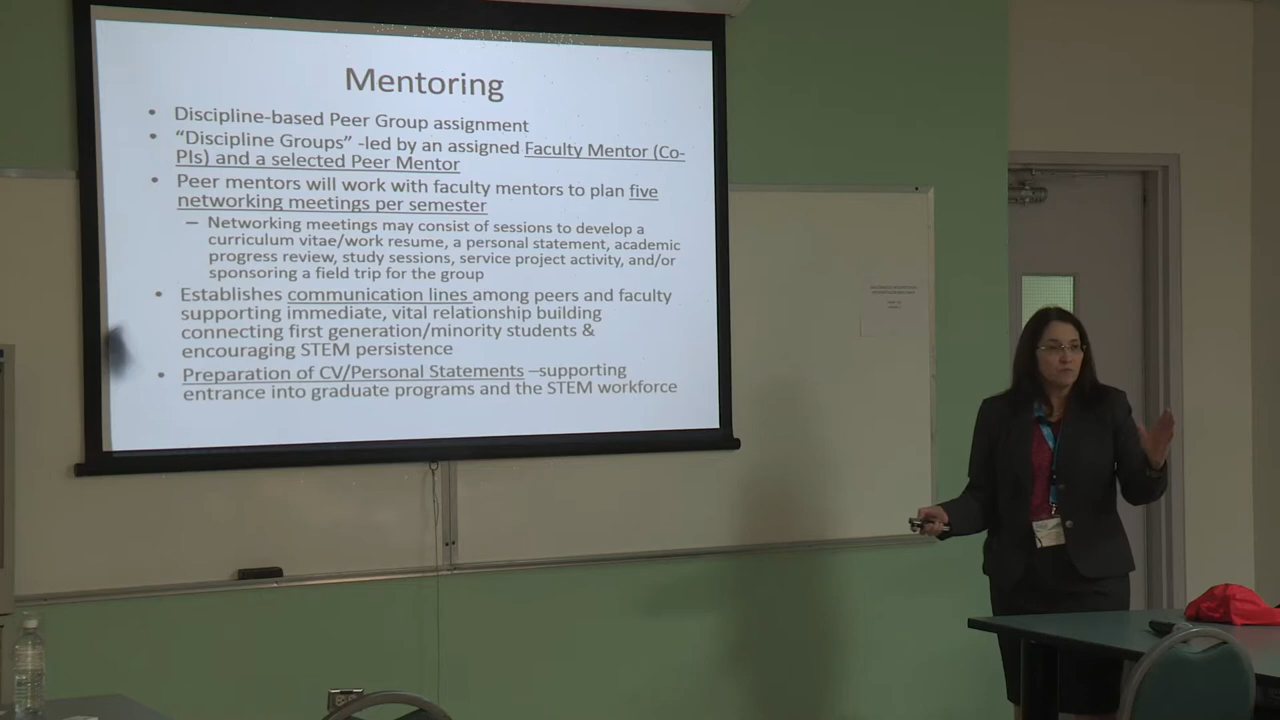 Mentoring
• Discipline-based Peer Group assignment
• “Discipline Groups” -led by an assigned Faculty Mentor (Co-
PIs) and a selected Peer Mentor
• Peer mentors will work with faculty mentors to plan five
networking meetings per semester
– Networking meetings may consist of sessions to develop a
curriculum vitae/work resume, a personal statement, academic
progress review, study sessions, service project activity, and/or
sponsoring a field trip for the group
• Establishes communication lines among peers and faculty
supporting immediate, vital relationship building
connecting first generation/minority students &
encouraging STEM persistence
• Preparation of CV/Personal Statements –supporting
entrance into graduate programs and the STEM workforce